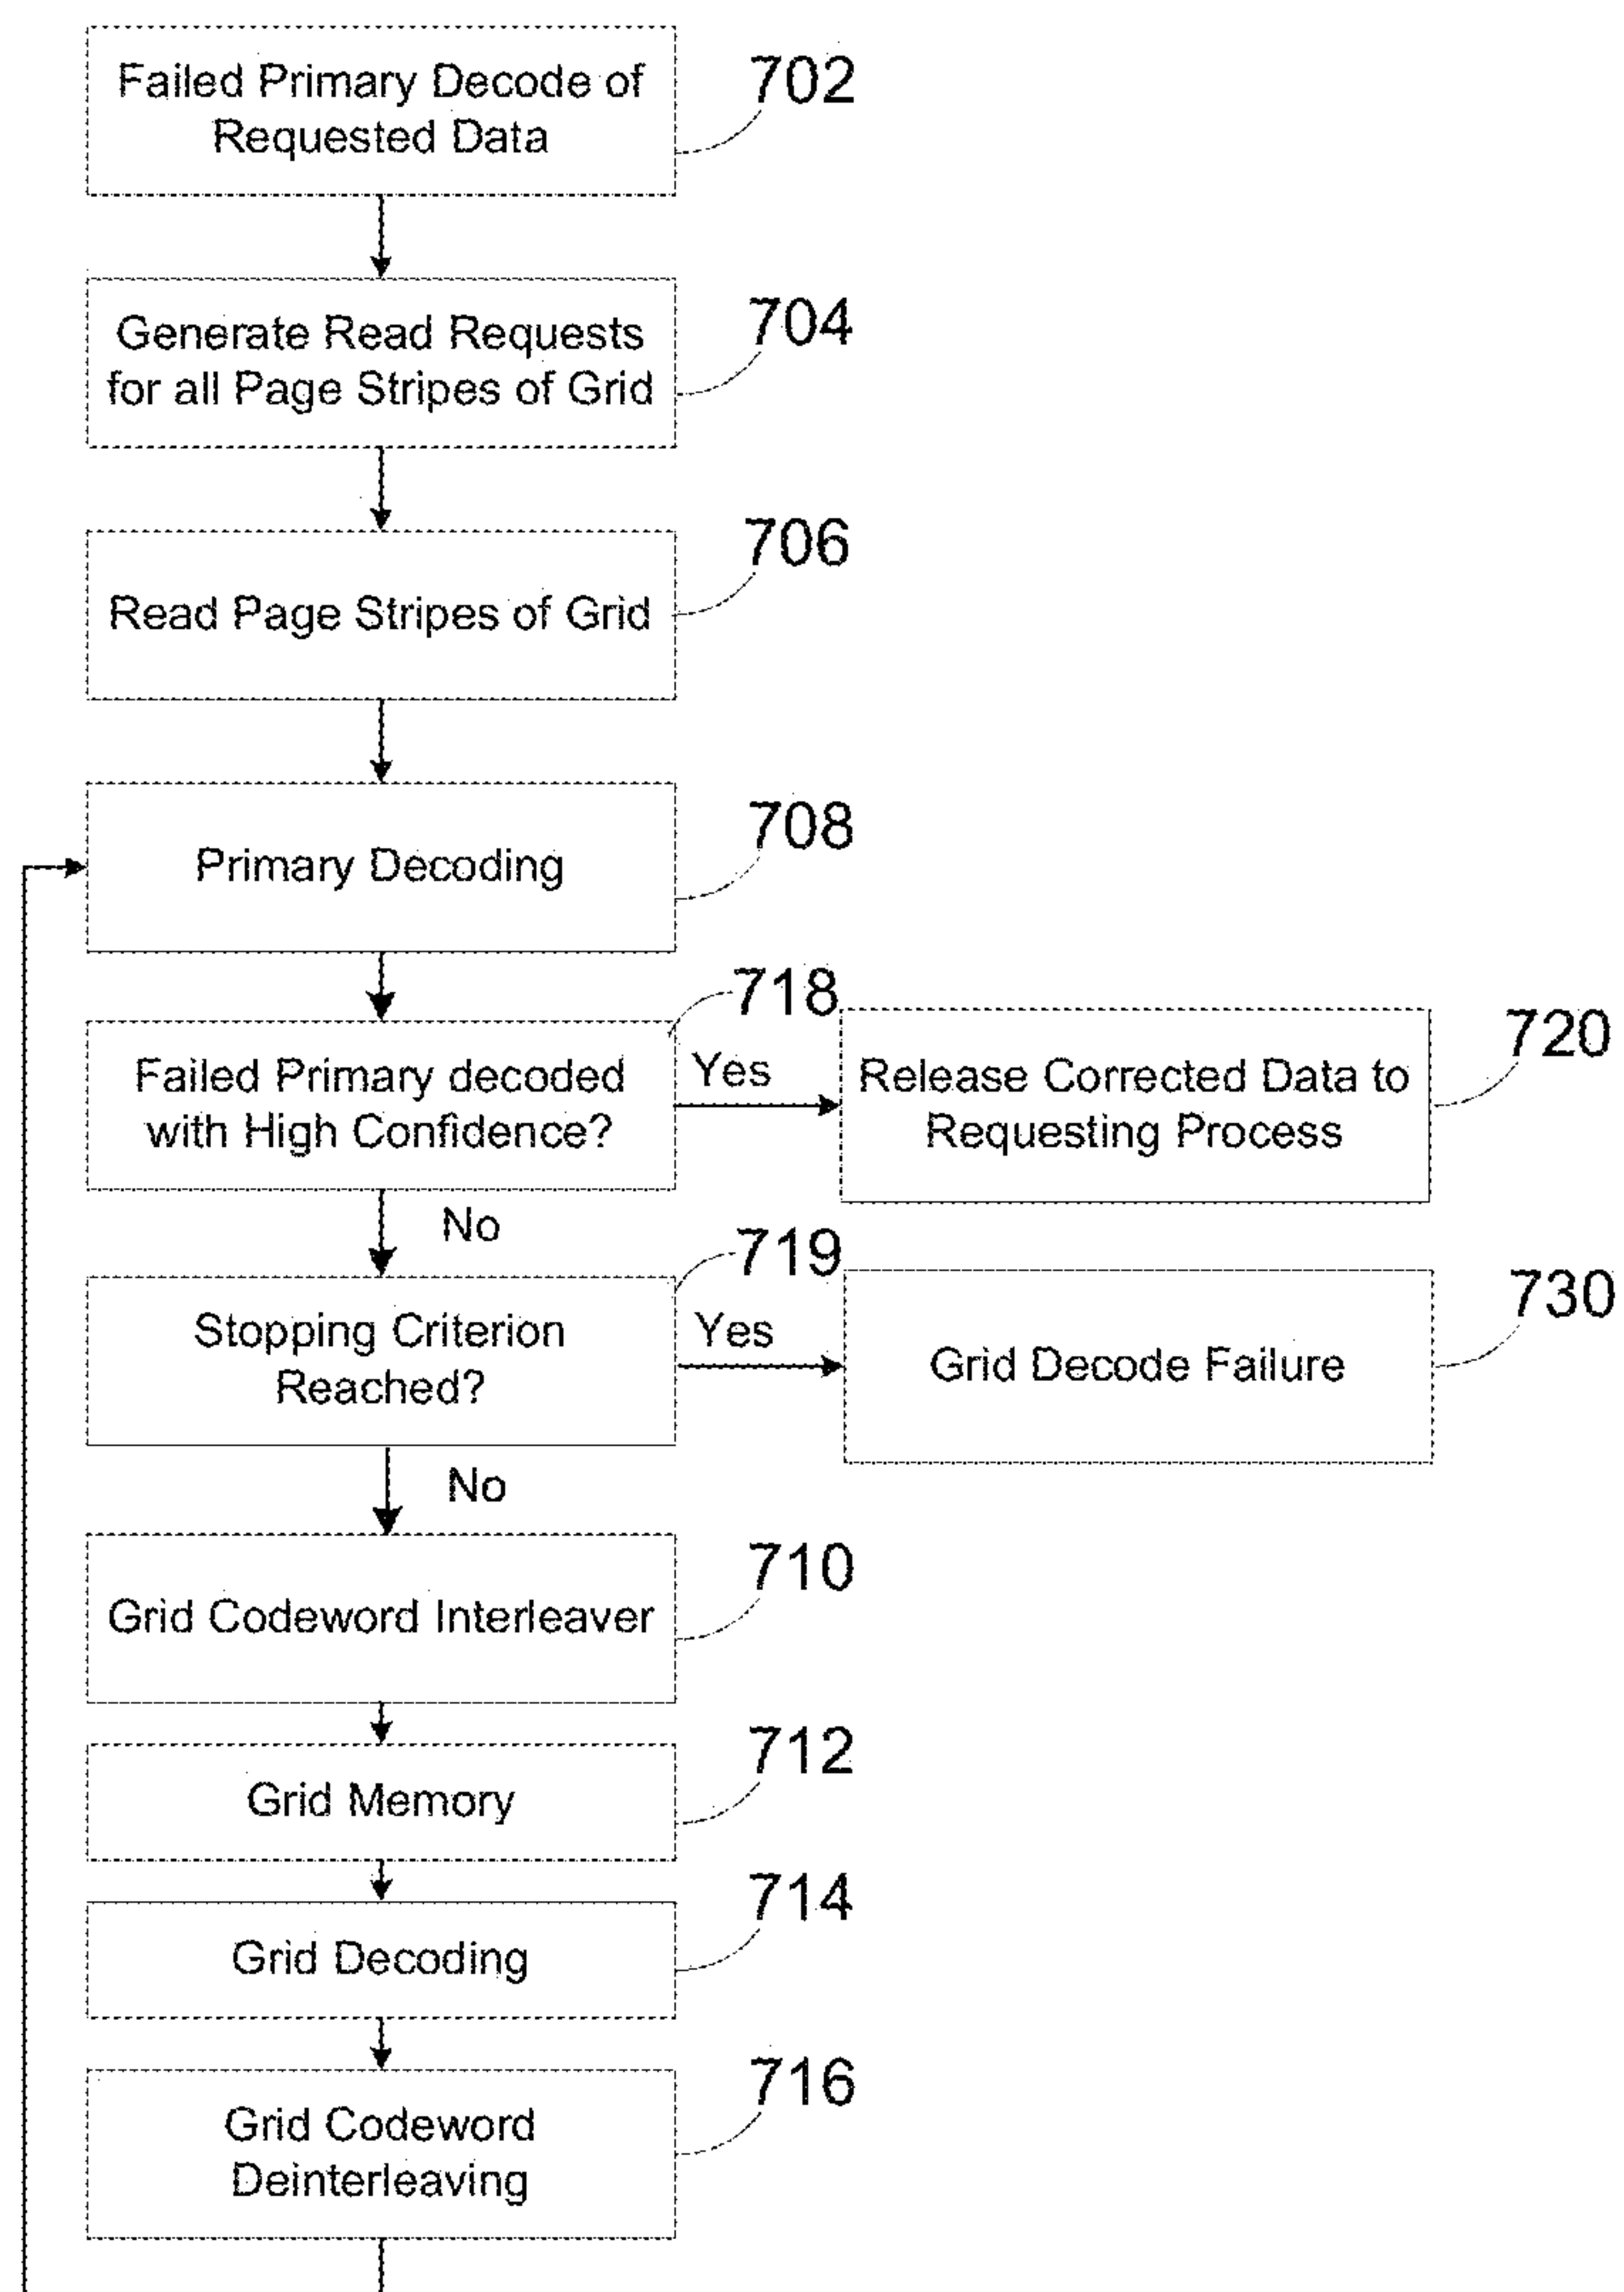 Failed Primary Decode of
Requested Data
702
Generate Read Requests
for all Page Stripes of Grid
704
Read Page Stripes of Grid
706
Primary Decoding
708
Failed Primary decoded
with High Confidence?
718
Yes
Release Corrected Data to
Requesting Process
720
No
Stopping Criterion
Reached?
719
Yes
Grid Decode Failure
730
No
Grid Codeword Interleaver
710
Grid Memory
712
Grid Decoding
714
Grid Codeword
Deinterleaving
716